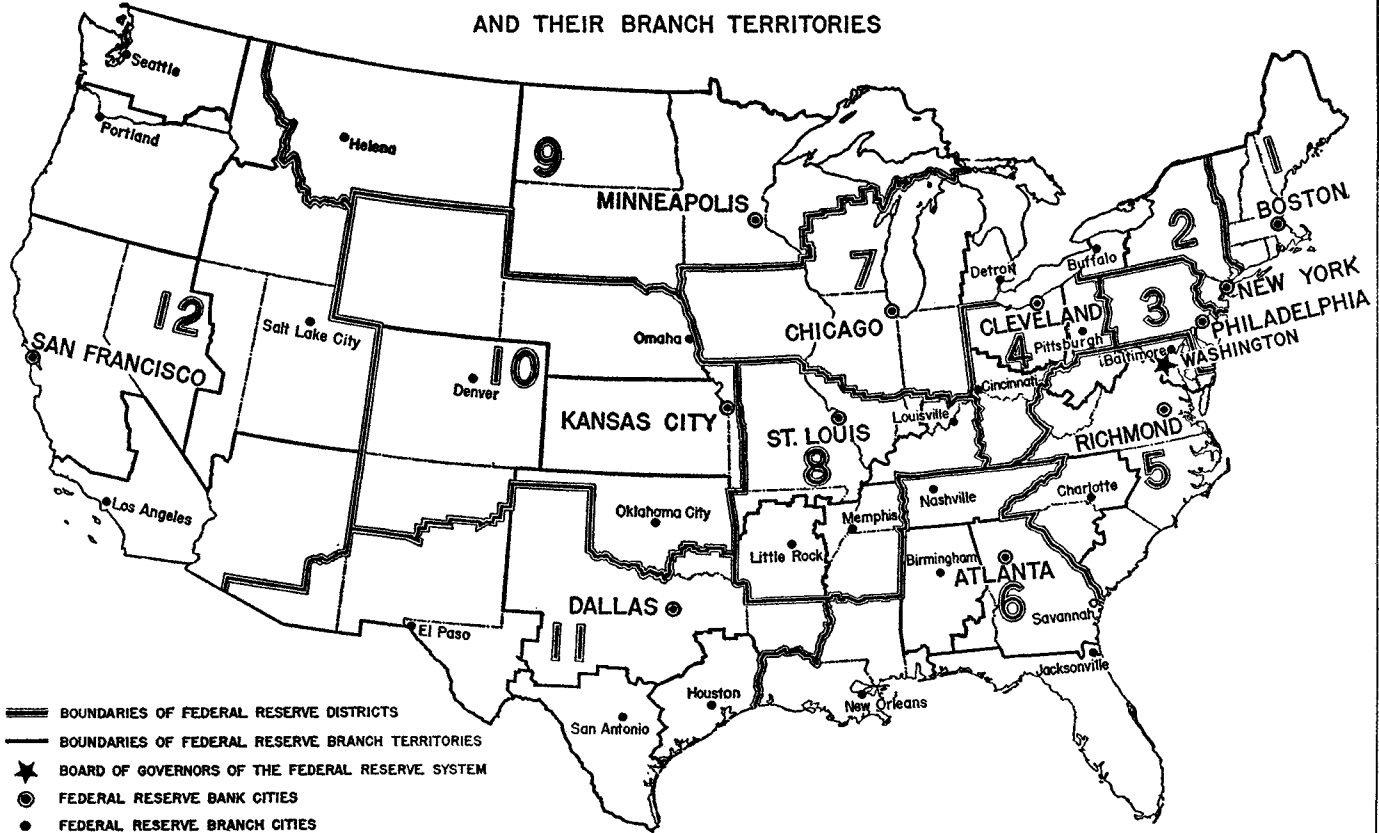 AND THEIR BRANCH TERRITORIES
Seattle
Portland
Helena
9
MINNEAPOLIS
1
BOSTON
2
7
Detroit
Buffalo
NEW YORK
12
SAN FRANCISCO
Salt Lake City
Omaha
CHICAGO
CLEVELAND
3
PHILADELPHIA
4
Pittsburgh
Baltimore
WASHINGTON
10
Denver
Cincinnati
KANSAS CITY
ST. LOUIS
Louisville
RICHMOND
8
5
Los Angeles
Oklahoma City
Nashville
Charlotte
Memphis
Little Rock
Birmingham
ATLANTA
6
DALLAS
Savannah
El Paso
11
Jacksonville
Houston
New Orleans
San Antonio
BOUNDARIES OF FEDERAL RESERVE DISTRICTS
BOUNDARIES OF FEDERAL RESERVE BRANCH TERRITORIES
BOARD OF GOVERNORS OF THE FEDERAL RESERVE SYSTEM
FEDERAL RESERVE BANK CITIES
FEDERAL RESERVE BRANCH CITIES